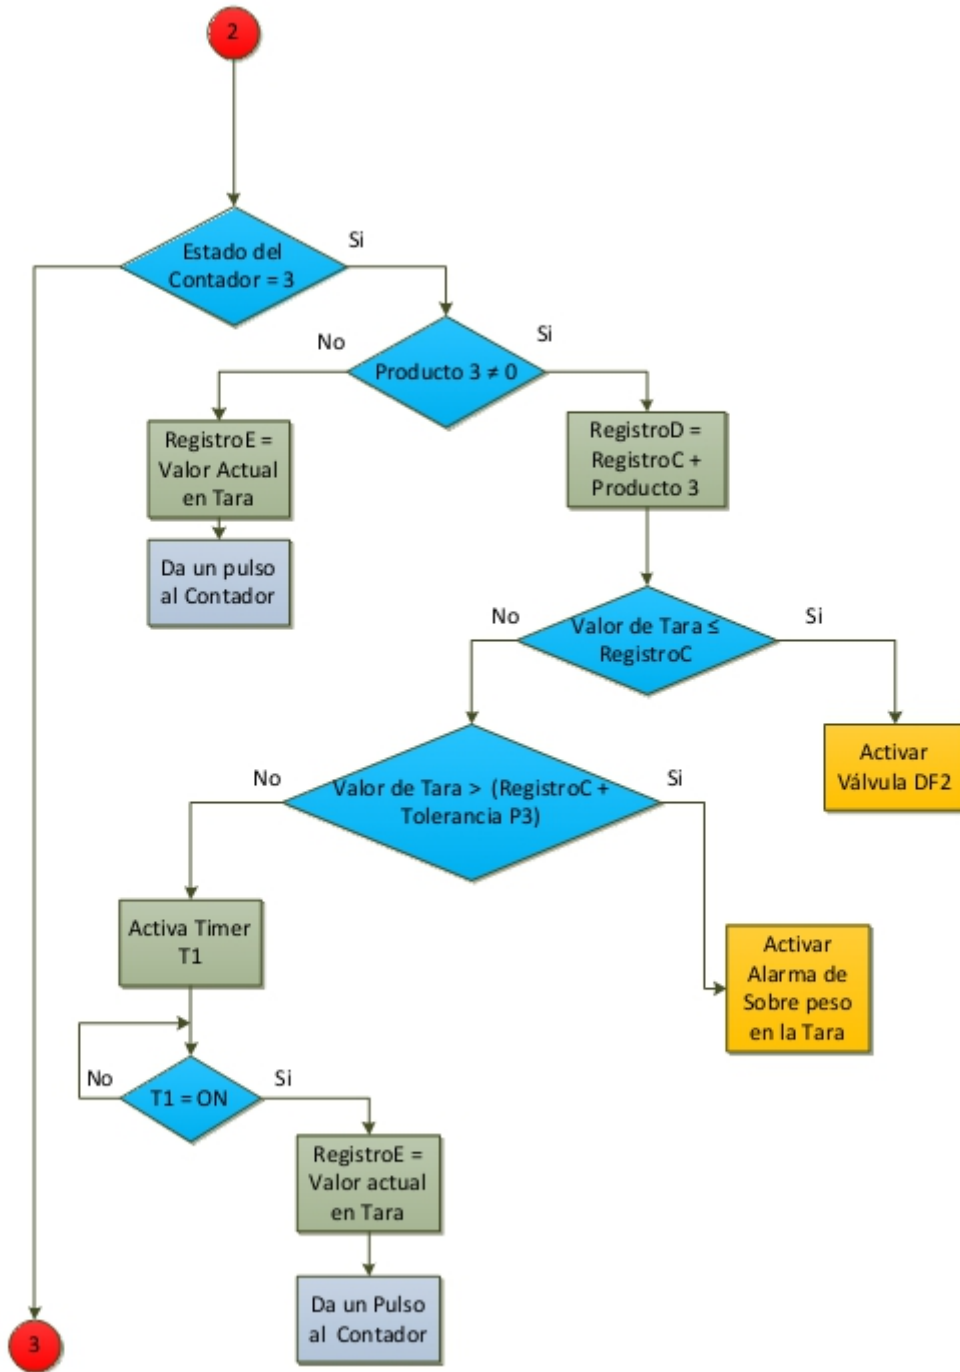 2
Estado del
Contador = 3
Si
Producto 3 ≠ 0
No
Si
RegistroE =
Valor Actual
en Tara
RegistroD =
RegistroC +
Producto 3
Da un pulso
al Contador
Valor de Tara ≤
RegistroC
No
Si
Activar
Válvula DF2
Valor de Tara > (RegistroC +
Tolerancia P3)
No
Si
Activa Timer
T1
Activar
Alarma de
Sobre peso
en la Tara
T1 = ON
No
Si
RegistroE =
Valor actual
en Tara
Da un Pulso
al Contador
3